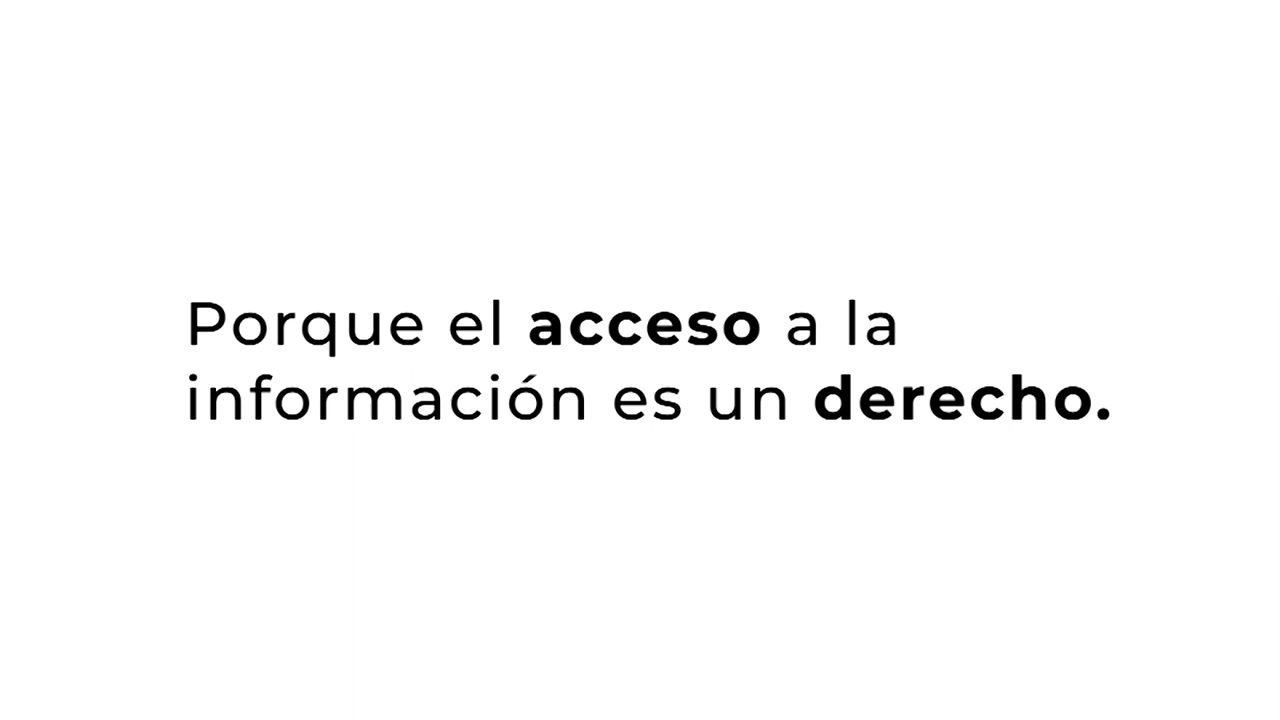 Porque el acceso a la
información es un derecho.